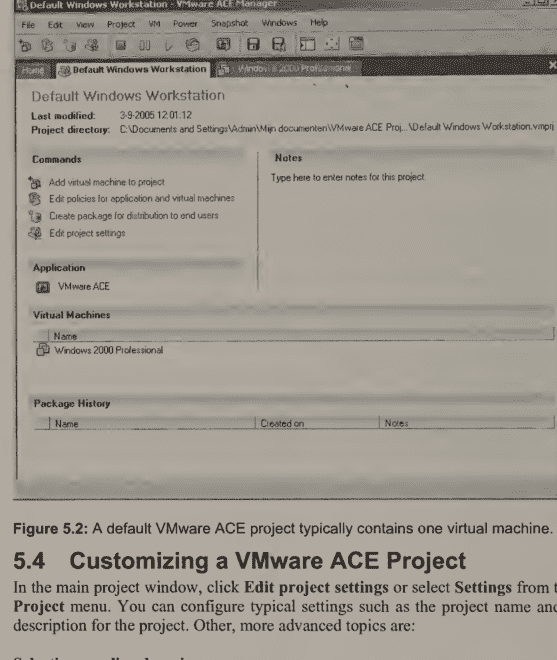 Default Windows Workstation - VMware ACE Manager
File Edit View Project VM Power Snapshot Windows Help
Home Default Windows Workstation Windows 2000 Professional
Default Windows Workstation
Last modified: 3-9-2005 12:01:12
Project directory: C:\Documents and Settings\Admin\Mijn documenten\VMware ACE Proj...\Default Windows Workstation.vmprj
Commands
Add virtual machine to project
Edit policies for application and virtual machines
Create package for distribution to end users
Edit project settings
Notes
Type here to enter notes for this project.
Application
VMware ACE
Virtual Machines
Name
Windows 2000 Professional
Package History
Name Created on Notes
Figure 5.2: A default VMware ACE project typically contains one virtual machine.
5.4 Customizing a VMware ACE Project
In the main project window, click Edit project settings or select Settings from
Project menu. You can configure typical settings such as the project name and
description for the project. Other, more advanced topics are: